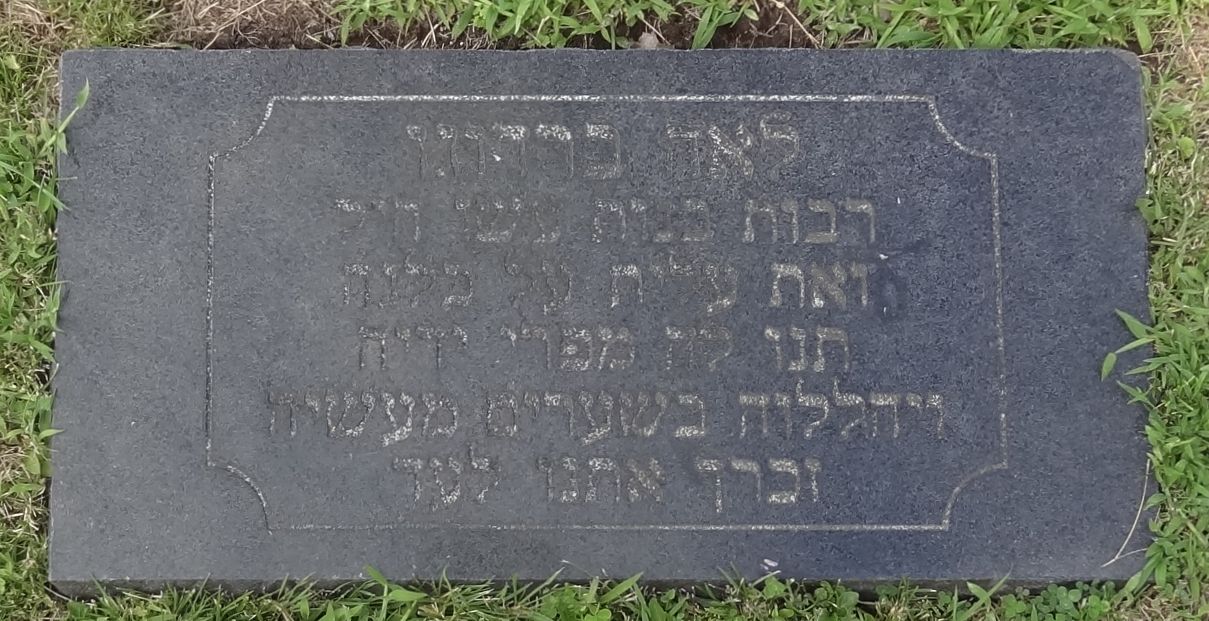 לאה ברדוגו
רבות בנות עשו חיל
ואת עלית על כלנה
תנו לה מפרי ידיה
ויהללוה בשערים מעשיה
זכרך אתנו לעד